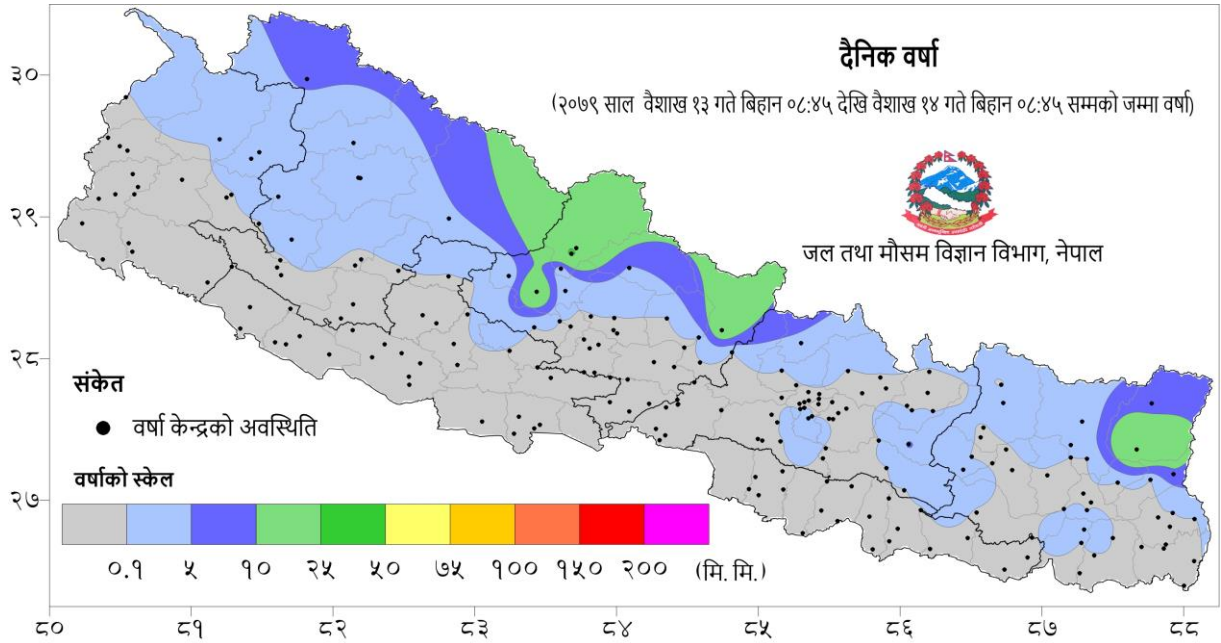 दैनिक वर्षा
(२०७९ साल वैशाख १३ गते बिहान ०८:४५ देखि वैशाख १४ गते बिहान ०८:४५ सम्मको जम्मा वर्षा)
जल तथा मौसम विज्ञान विभाग, नेपाल
३०
२९
२८
२७
संकेत
वर्षा केन्द्रको अवस्थिति
वर्षाको स्केल
०.१ ५ १० २५ ५० ७५ १०० १५० २०० (मि. मि.)
८० ८१ ८२ ८३ ८४ ८५ ८६ ८७ ८८